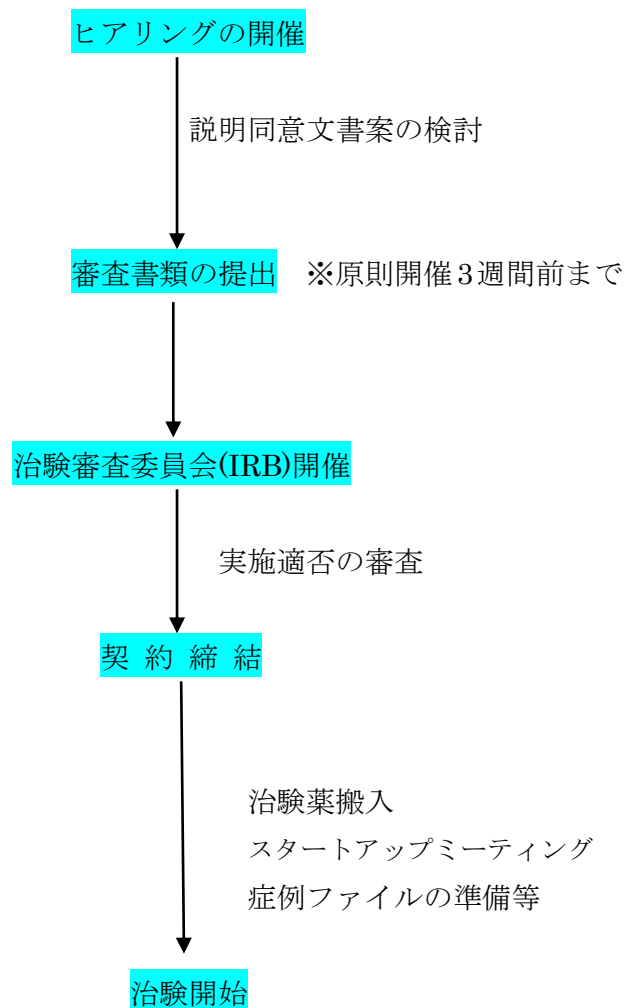 ヒアリングの開催
説明同意文書案の検討
審査書類の提出　※原則開催３週間前まで
治験審査委員会(IRB)開催
実施適否の審査
契 約 締 結
治験薬搬入
スタートアップミーティング
症例ファイルの準備等
治験開始